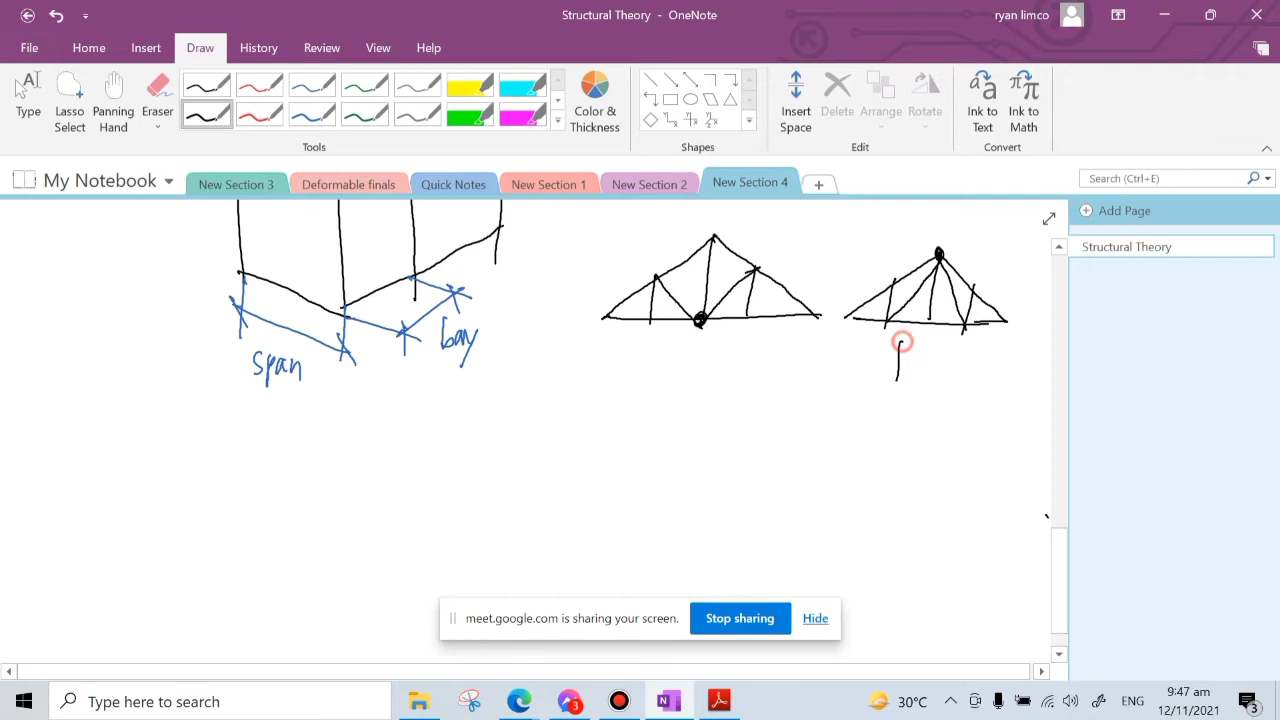 Structural Theory - OneNote
ryan limco
File Home Insert Draw History Review View Help
Type
Lasso Select
Panning Hand
Eraser
Color & Thickness
Insert Space
Delete
Arrange
Rotate
Ink to Text
Ink to Math
Tools
Shapes
Edit
Convert
My Notebook
New Section 3
Deformable finals
Quick Notes
New Section 1
New Section 2
New Section 4
Search (Ctrl+E)
Add Page
Structural Theory
span
bay
meet.google.com is sharing your screen.
Stop sharing
Hide
Type here to search
3
30°C
ENG
9:47 am
12/11/2021
3